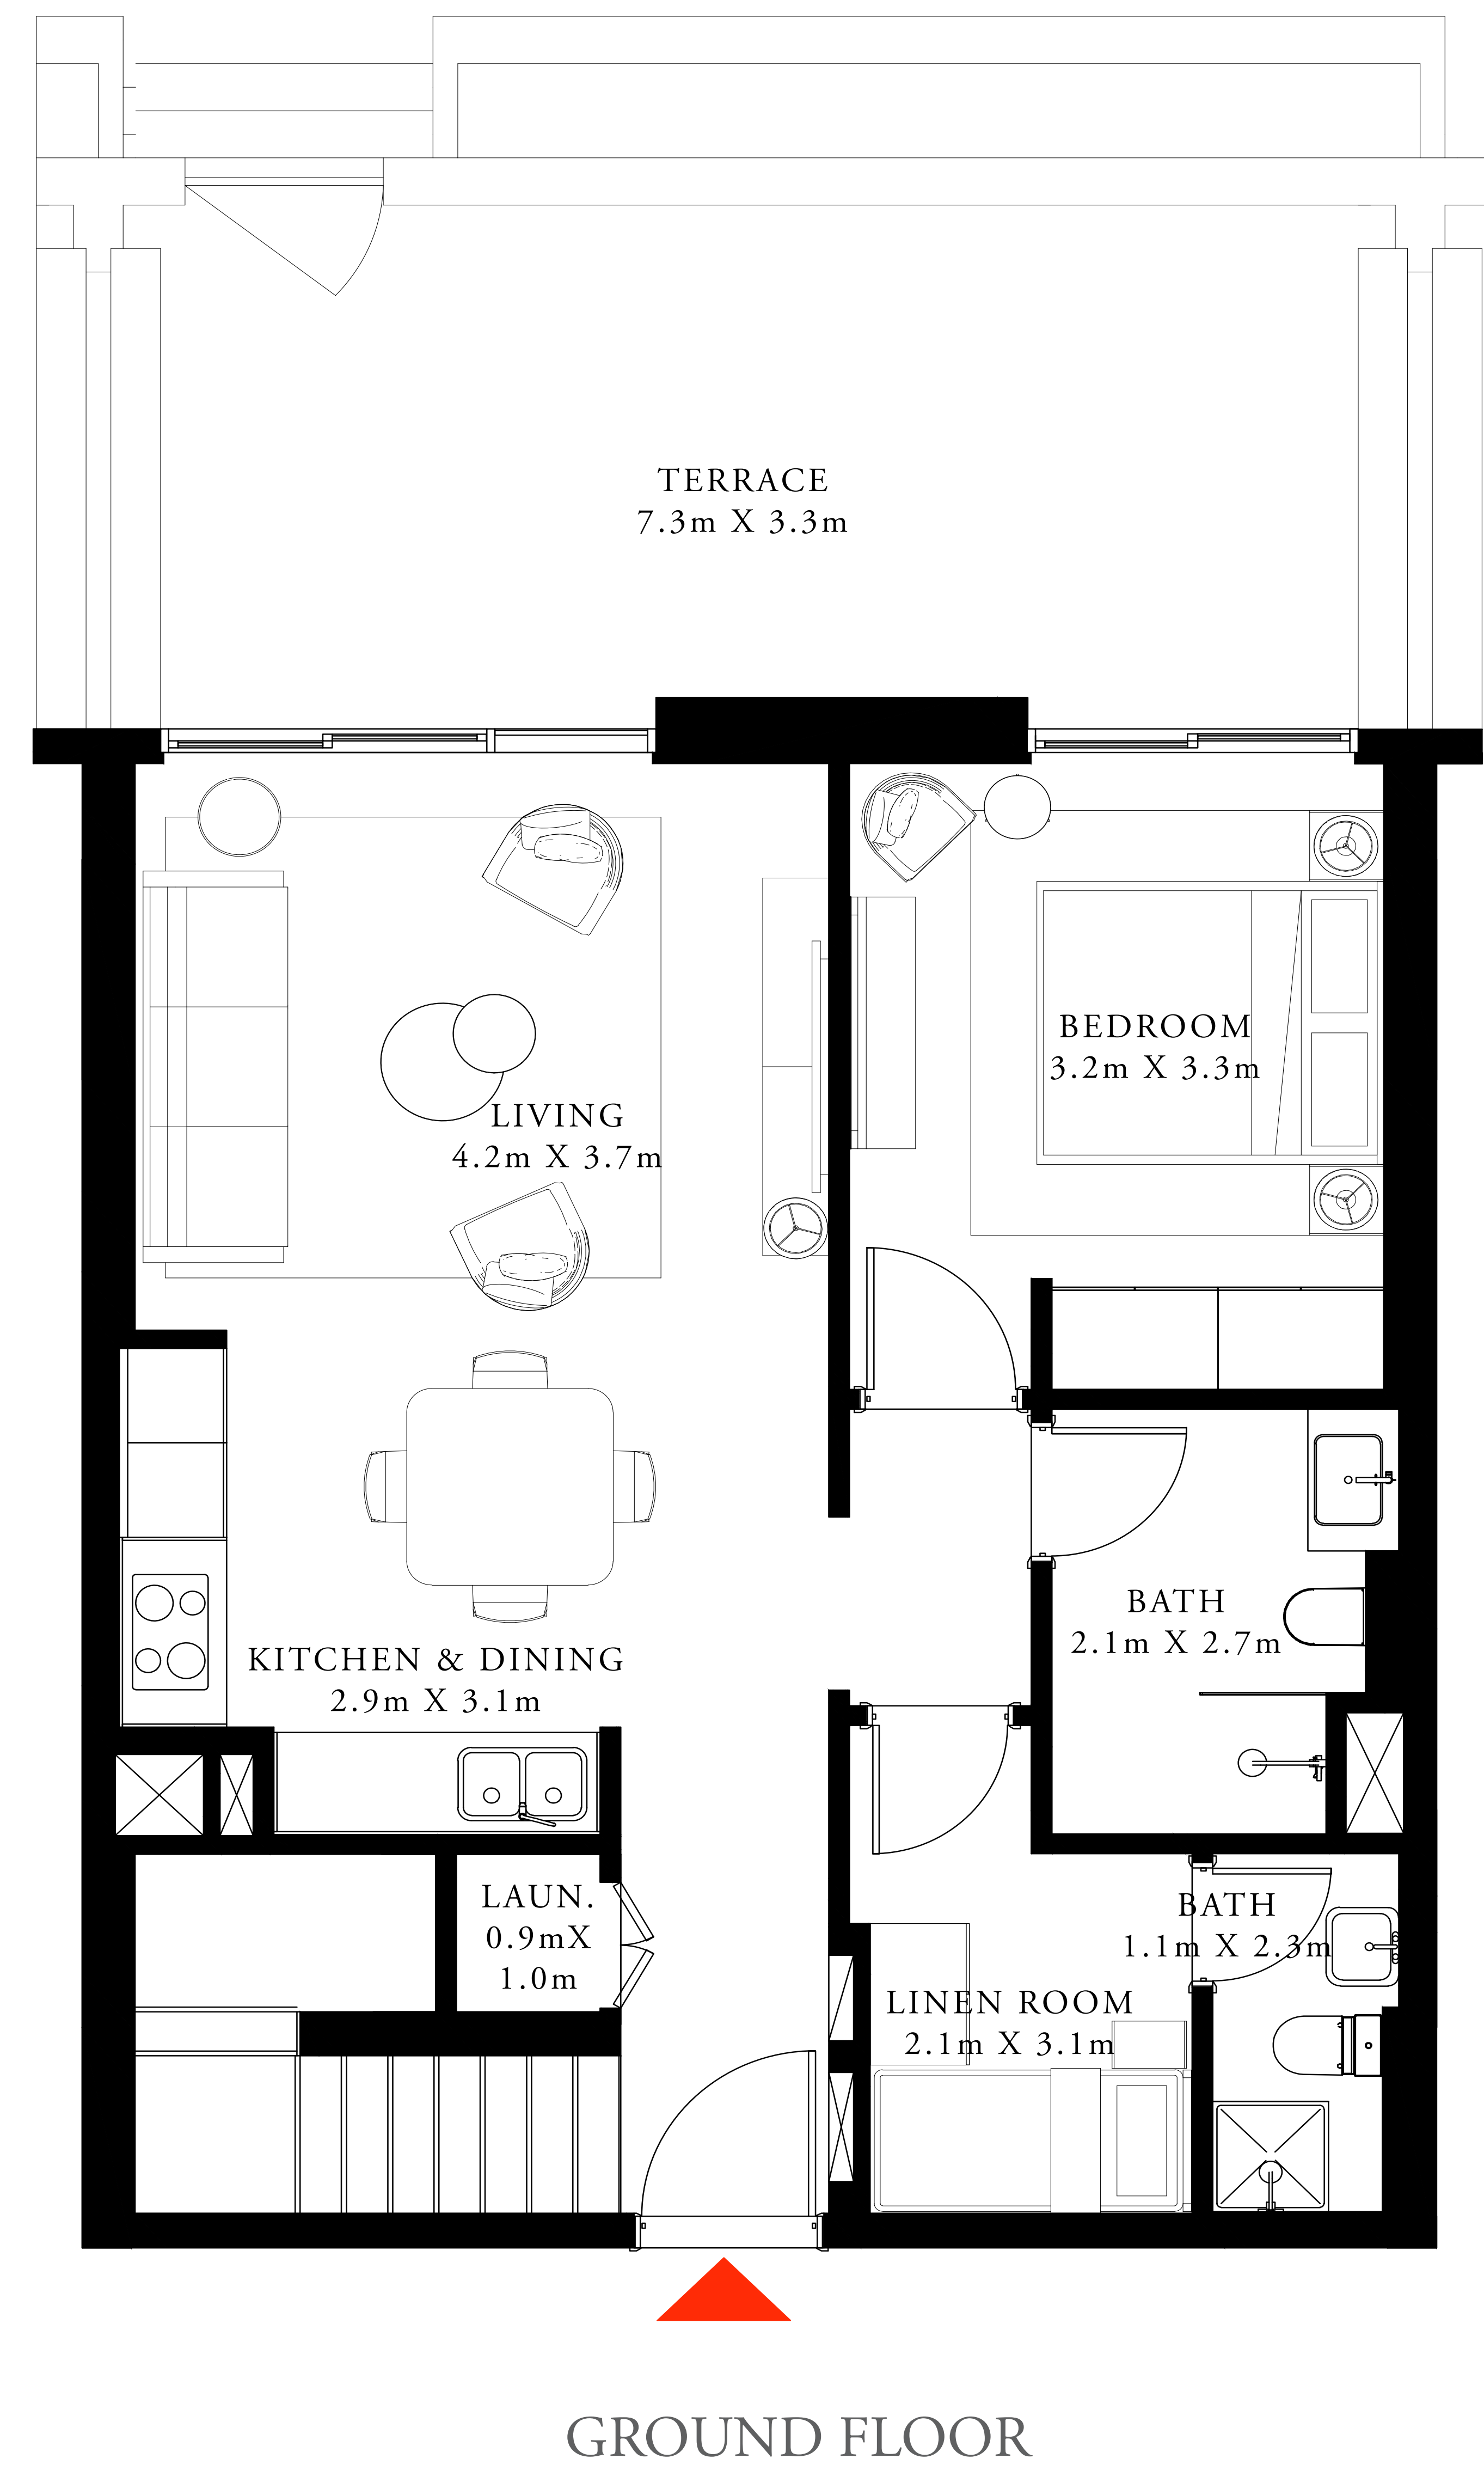 TERRACE
7.3m X 3.3m
BEDROOM
3.2m X 3.3m
LIVING
4.2m X 3.7m
BATH
2.1m X 2.7m
KITCHEN & DINING
2.9m X 3.1m
LAUN.
0.9mX
1.0m
BATH
1.1m X 2.3m
LINEN ROOM
2.1m X 3.1m
GROUND FLOOR